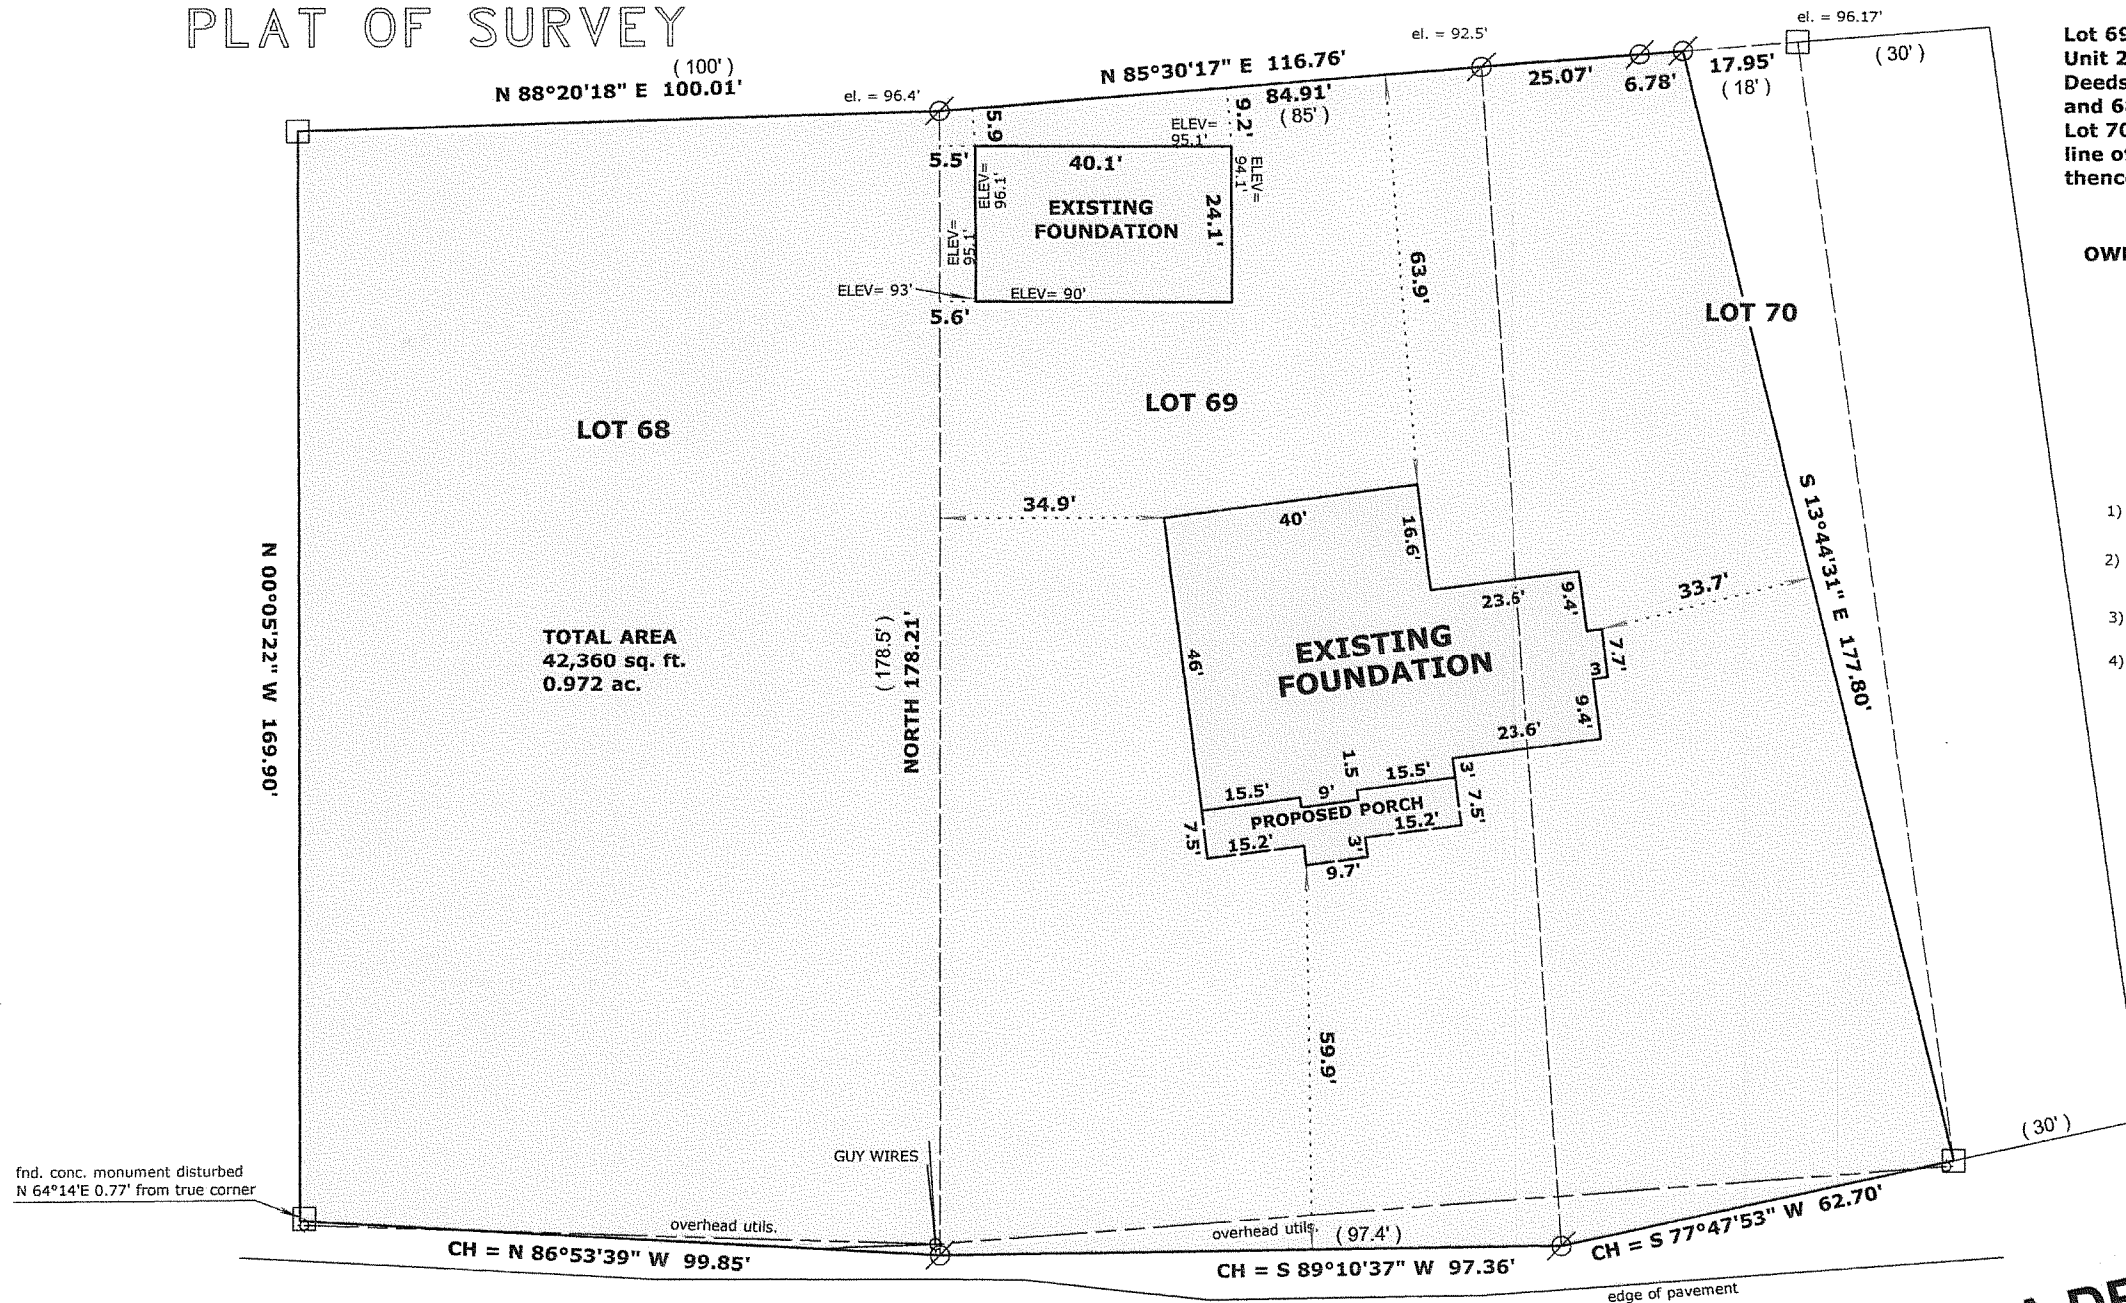 PLAT OF SURVEY
(100')
N 88°20'18" E 100.01'
el. = 96.4'
N 85°30'17" E 116.76'
84.91'
(85')
el. = 92.5'
25.07'
6.78'
17.95'
(18')
el. = 96.17'
(30')
Lot 69
Unit 2
Deeds
Lot 70
line of
5.9
9.2'
ELEV=
95.1'
5.5'
40.1'
ELEV=
96.1'
ELEV=
94.1'
EXISTING
FOUNDATION
24.1'
ELEV=
95.1'
ELEV= 93'
ELEV= 90'
5.6'
63.9'
LOT 70
LOT 69
LOT 68
34.9'
40'
16.6'
S 13°44'31" E 177.80'
1)
2)
3)
4)
N 00°05'22" W 169.90'
TOTAL AREA
42,360 sq. ft.
0.972 ac.
(178.5')
NORTH 178.21'
46'
EXISTING
FOUNDATION
23.6'
9.4'
33.7'
7.7'
3
9.4'
23.6'
1.5
15.5'
9'
15.5'
3'
7.5'
PROPOSED PORCH
7.5'
15.2'
3'
15.2'
9.7'
59.9'
GUY WIRES
fnd. conc. monument disturbed
N 64°14'E 0.77' from true corner
overhead utils.
CH = N 86°53'39" W 99.85'
overhead utils.
(97.4')
CH = S 89°10'37" W 97.36'
CH = S 77°47'53" W 62.70'
(30')
edge of pavement